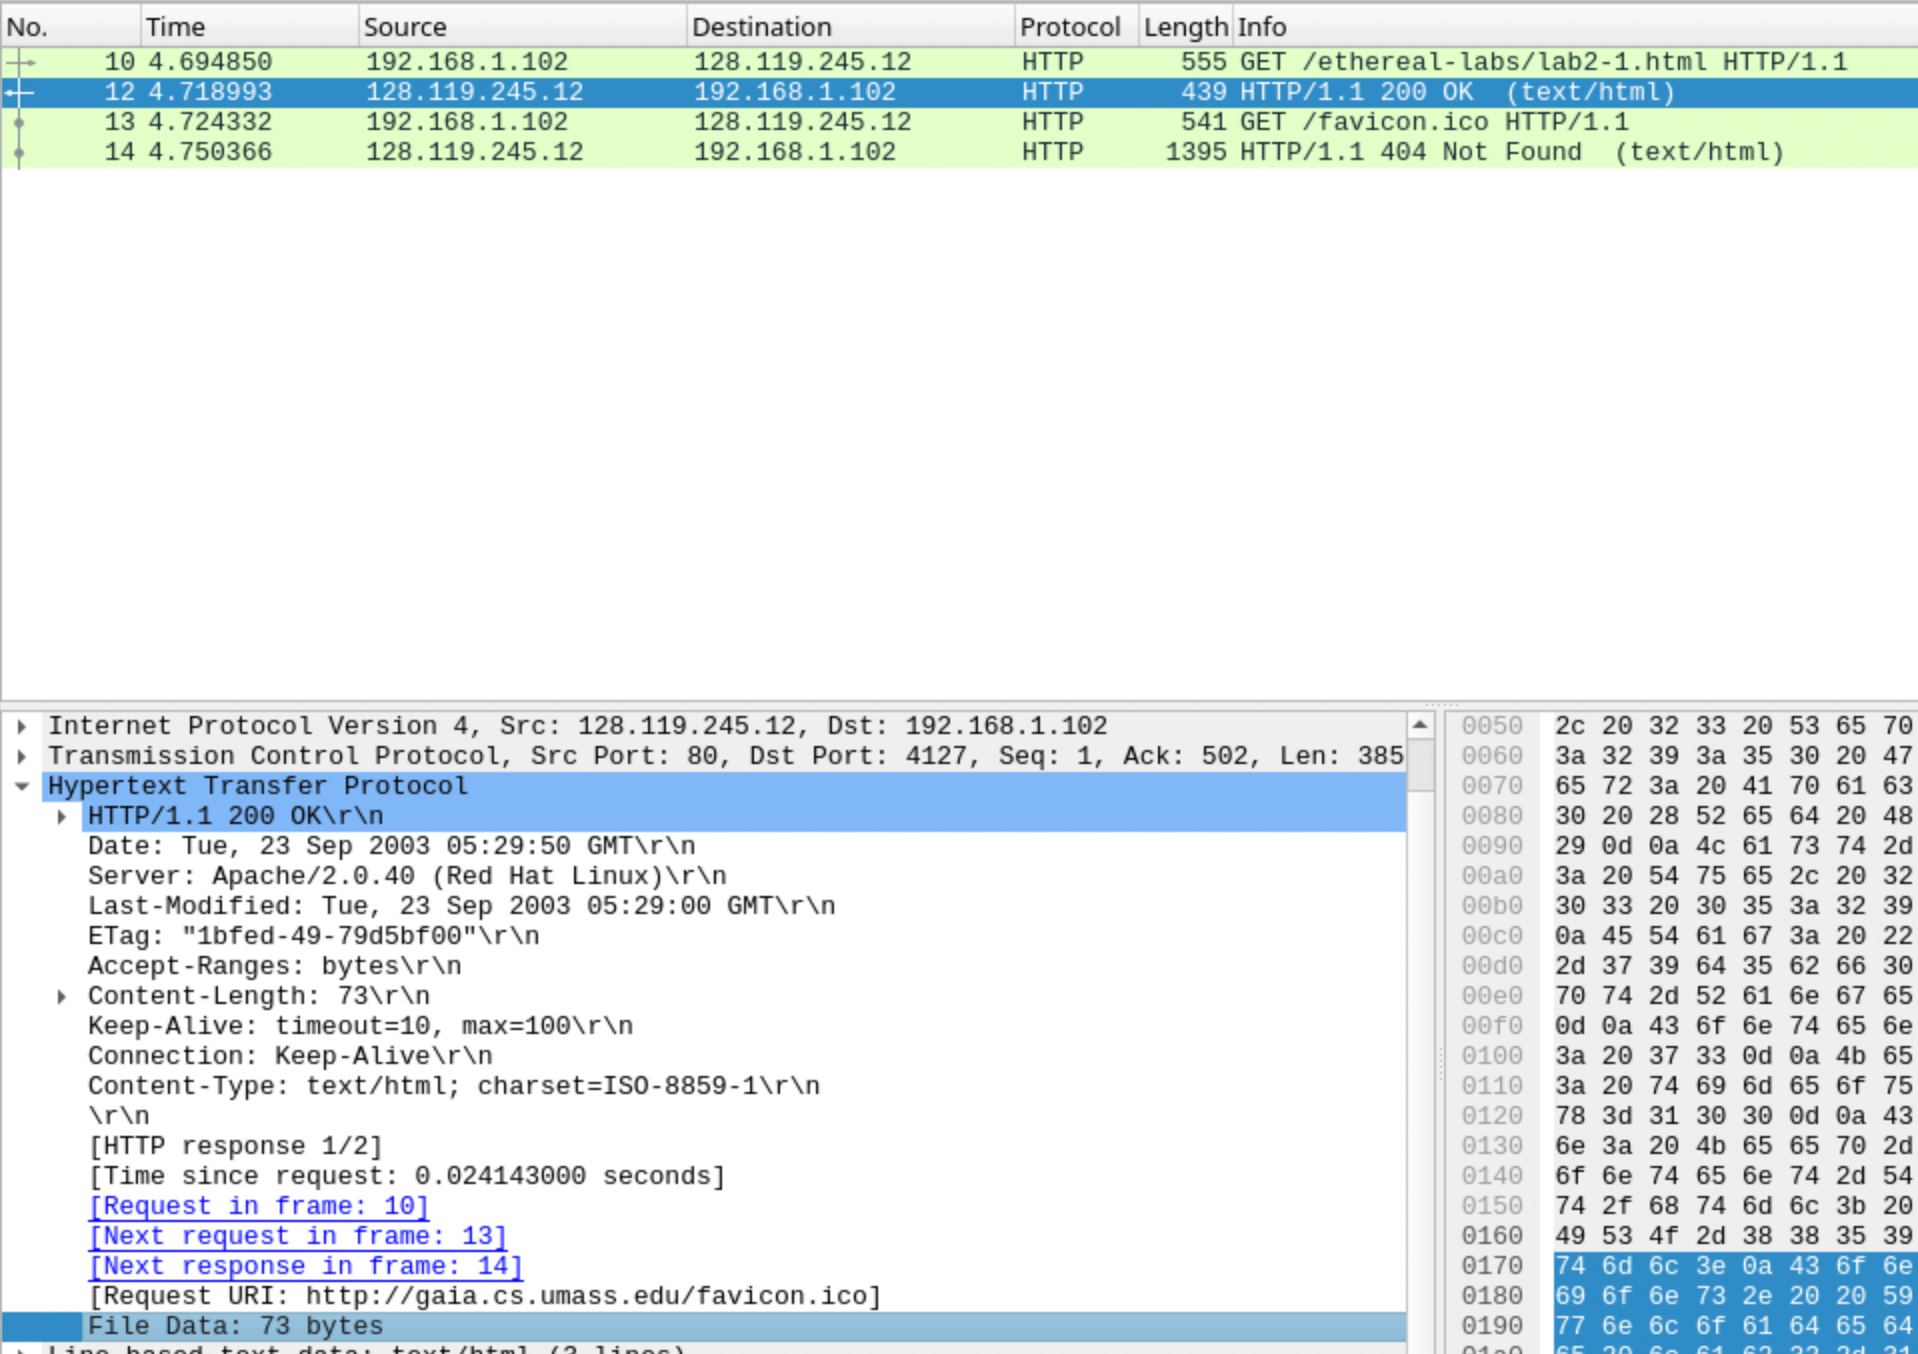 No. Time Source Destination Protocol Length Info
10 4.694850 192.168.1.102 128.119.245.12 HTTP 555 GET /ethereal-labs/lab2-1.html HTTP/1.1
12 4.718993 128.119.245.12 192.168.1.102 HTTP 439 HTTP/1.1 200 OK  (text/html)
13 4.724332 192.168.1.102 128.119.245.12 HTTP 541 GET /favicon.ico HTTP/1.1
14 4.750366 128.119.245.12 192.168.1.102 HTTP 1395 HTTP/1.1 404 Not Found  (text/html)
Internet Protocol Version 4, Src: 128.119.245.12, Dst: 192.168.1.102
Transmission Control Protocol, Src Port: 80, Dst Port: 4127, Seq: 1, Ack: 502, Len: 385
Hypertext Transfer Protocol
HTTP/1.1 200 OK\r\n
Date: Tue, 23 Sep 2003 05:29:50 GMT\r\n
Server: Apache/2.0.40 (Red Hat Linux)\r\n
Last-Modified: Tue, 23 Sep 2003 05:29:00 GMT\r\n
ETag: "1bfed-49-79d5bf00"\r\n
Accept-Ranges: bytes\r\n
Content-Length: 73\r\n
Keep-Alive: timeout=10, max=100\r\n
Connection: Keep-Alive\r\n
Content-Type: text/html; charset=ISO-8859-1\r\n
\r\n
[HTTP response 1/2]
[Time since request: 0.024143000 seconds]
[Request in frame: 10]
[Next request in frame: 13]
[Next response in frame: 14]
[Request URI: http://gaia.cs.umass.edu/favicon.ico]
File Data: 73 bytes
Line-based text data: text/html (3 lines)
0050 2c 20 32 33 20 53 65 70
0060 3a 32 39 3a 35 30 20 47
0070 65 72 3a 20 41 70 61 63
0080 30 20 28 52 65 64 20 48
0090 29 0d 0a 4c 61 73 74 2d
00a0 3a 20 54 75 65 2c 20 32
00b0 30 33 20 30 35 3a 32 39
00c0 0a 45 54 61 67 3a 20 22
00d0 2d 37 39 64 35 62 66 30
00e0 70 74 2d 52 61 6e 67 65
00f0 0d 0a 43 6f 6e 74 65 6e
0100 3a 20 37 33 0d 0a 4b 65
0110 3a 20 74 69 6d 65 6f 75
0120 78 3d 31 30 30 0d 0a 43
0130 6e 3a 20 4b 65 65 70 2d
0140 6f 6e 74 65 6e 74 2d 54
0150 74 2f 68 74 6d 6c 3b 20
0160 49 53 4f 2d 38 38 35 39
0170 74 6d 6c 3e 0a 43 6f 6e
0180 69 6f 6e 73 2e 20 20 59
0190 77 6e 6c 6f 61 64 65 64
01a0 65 20 6c 61 62 32 2d 31